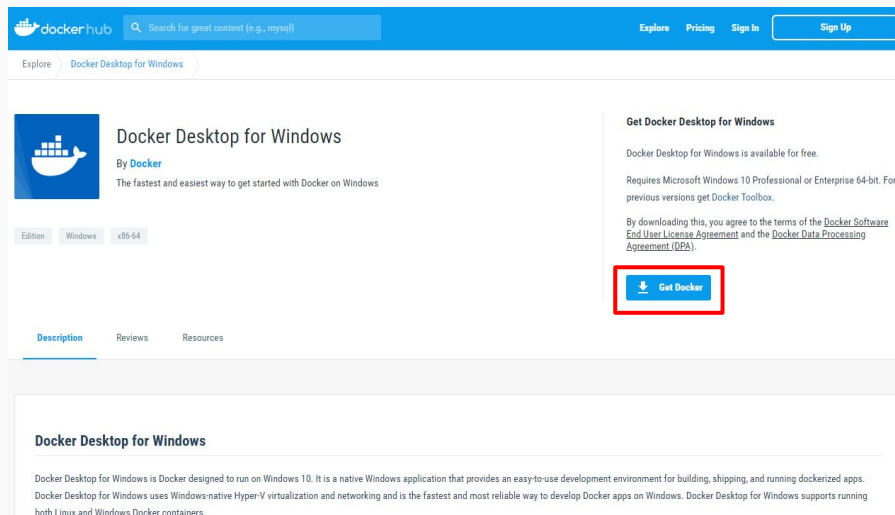 dockerhub
Search for great content (e.g., mysql)
Explore
Pricing
Sign In
Sign Up
Explore
Docker Desktop for Windows
Docker Desktop for Windows
By Docker
The fastest and easiest way to get started with Docker on Windows
Edition
Windows
x86-64
Get Docker Desktop for Windows
Docker Desktop for Windows is available for free.
Requires Microsoft Windows 10 Professional or Enterprise 64-bit. For
previous versions get Docker Toolbox.
By downloading this, you agree to the terms of the Docker Software
End User License Agreement and the Docker Data Processing
Agreement (DPA).
Get Docker
Description
Reviews
Resources
Docker Desktop for Windows
Docker Desktop for Windows is Docker designed to run on Windows 10. It is a native Windows application that provides an easy-to-use development environment for building, shipping, and running dockerized apps.
Docker Desktop for Windows uses Windows-native Hyper-V virtualization and networking and is the fastest and most reliable way to develop Docker apps on Windows. Docker Desktop for Windows supports running
both Linux and Windows Docker containers.